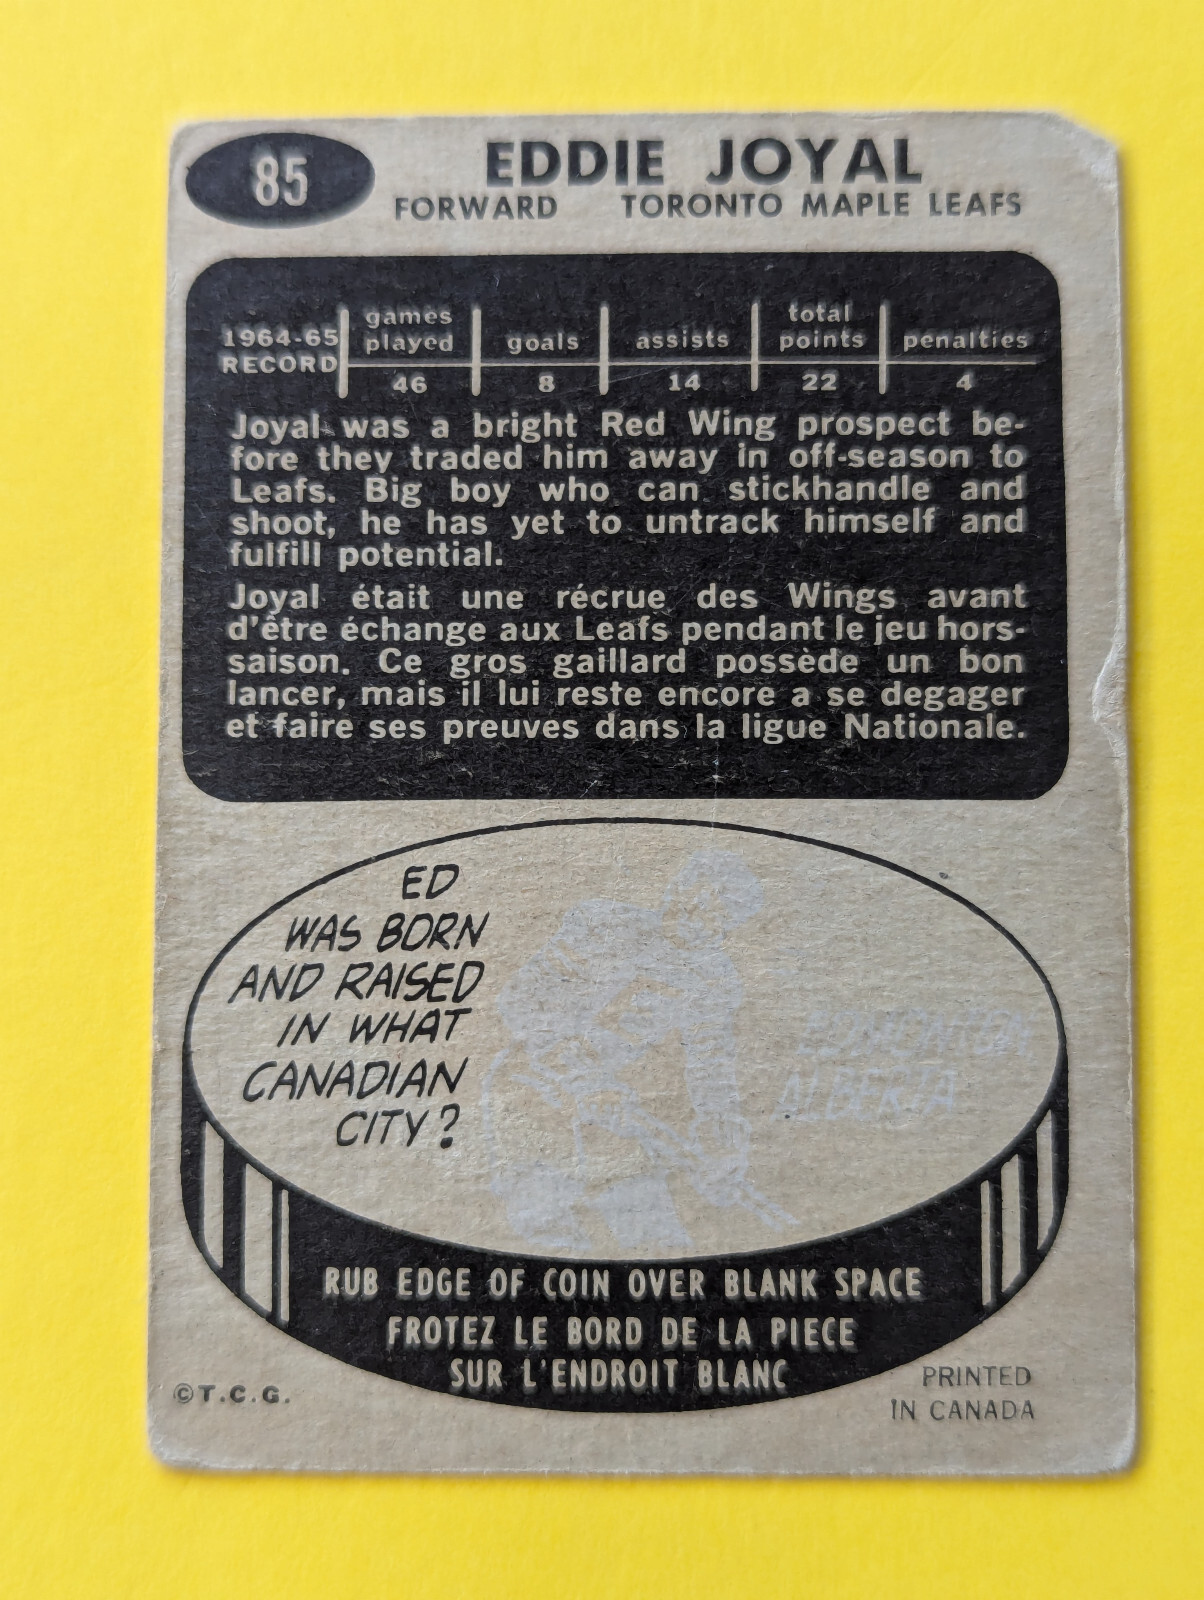 85
EDDIE JOYAL
FORWARD TORONTO MAPLE LEAFS
1964-65 RECORD games played goals assists total points penalties
46 8 14 22 4
Joyal was a bright Red Wing prospect be-
fore they traded him away in off-season to
Leafs. Big boy who can stickhandle and
shoot, he has yet to untrack himself and
fulfill potential.
Joyal était une récrue des Wings avant
d'être échange aux Leafs pendant le jeu hors-
saison. Ce gros gaillard possède un bon
lancer, mais il lui reste encore a se degager
et faire ses preuves dans la ligue Nationale.
ED
WAS BORN
AND RAISED
IN WHAT
CANADIAN
CITY?
EDMONTON,
ALBERTA
RUB EDGE OF COIN OVER BLANK SPACE
FROTEZ LE BORD DE LA PIECE
SUR L'ENDROIT BLANC
©T.C.G.
PRINTED
IN CANADA